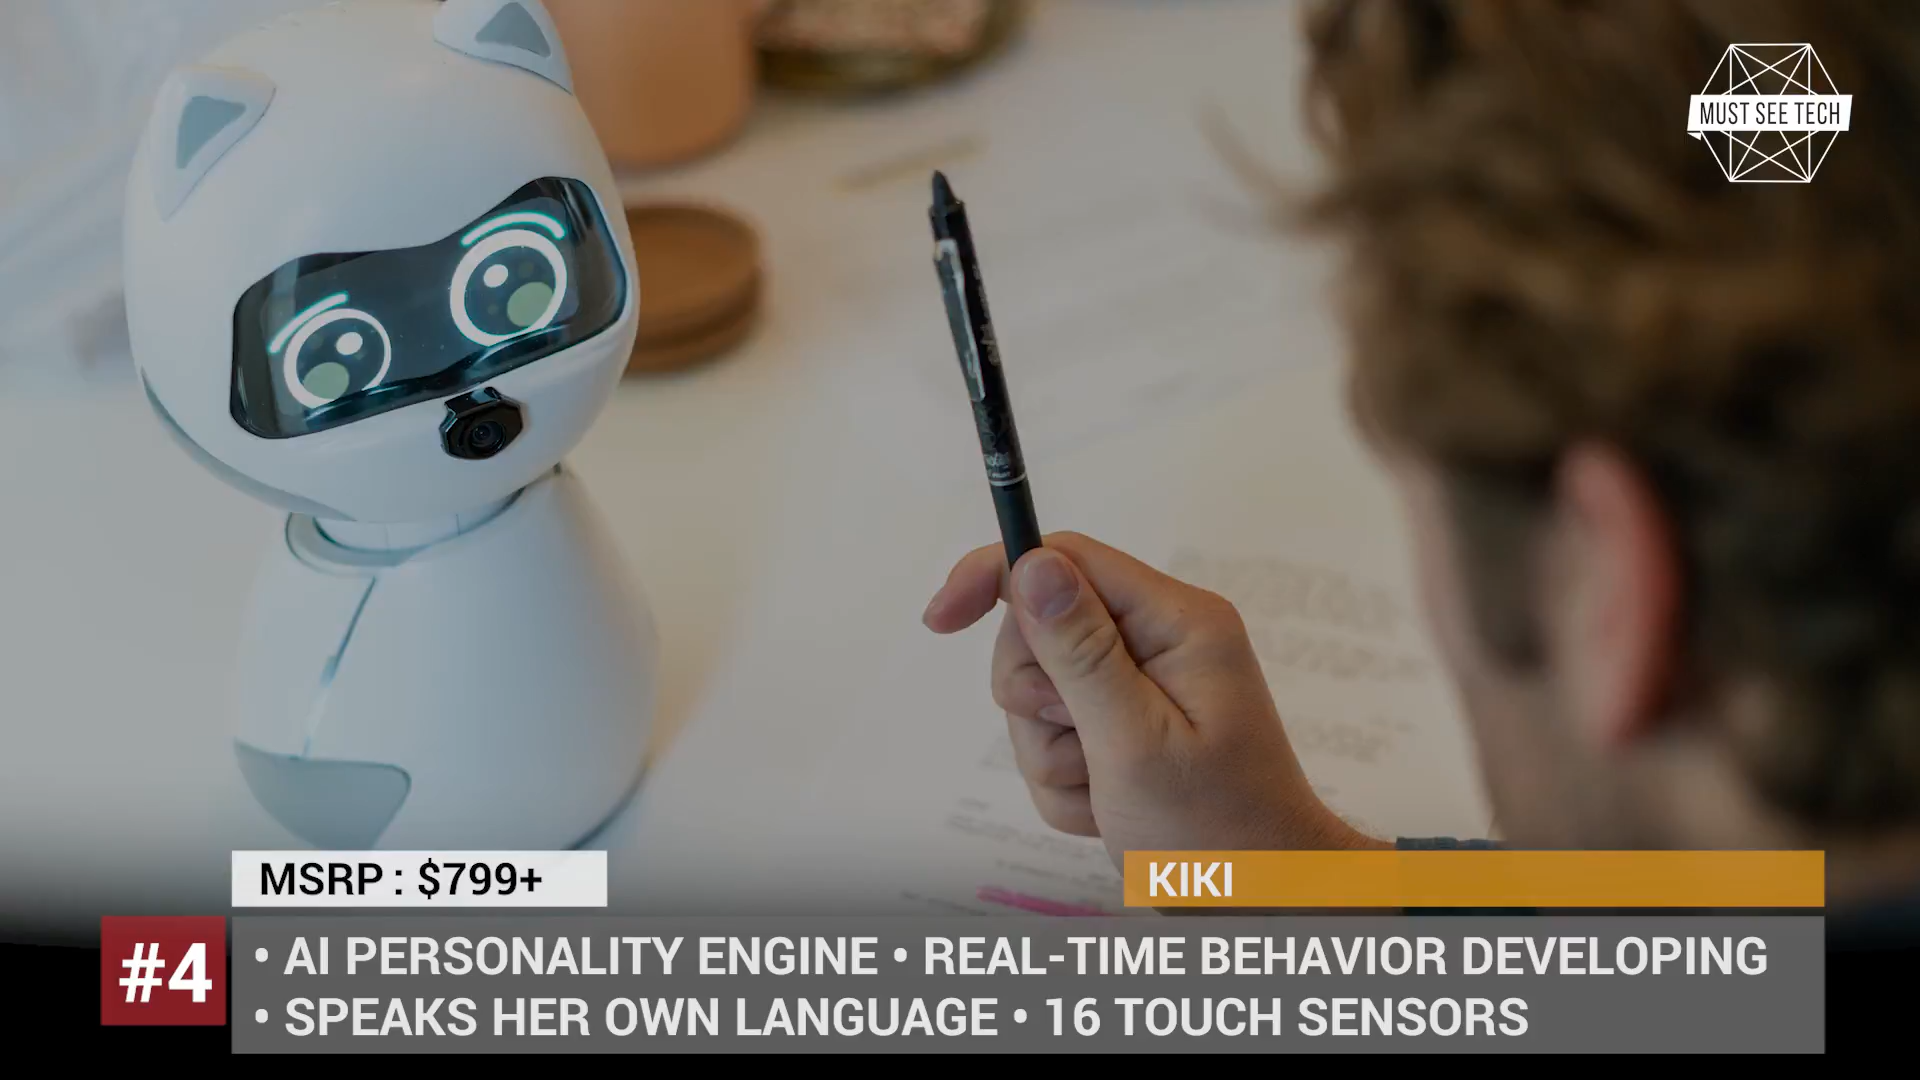 MUST SEE TECH
MSRP : $799+
KIKI
#4
• AI PERSONALITY ENGINE • REAL-TIME BEHAVIOR DEVELOPING
• SPEAKS HER OWN LANGUAGE • 16 TOUCH SENSORS